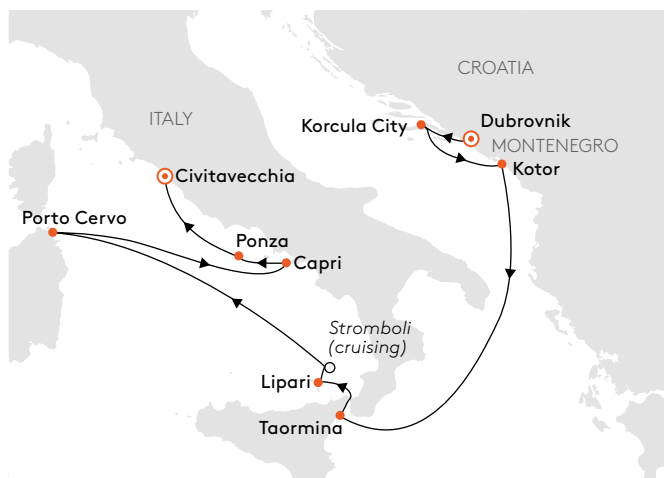 CROATIA
ITALY
Dubrovnik
Korcula City
MONTENEGRO
Kotor
Civitavecchia
Porto Cervo
Ponza
Capri
Stromboli
(cruising)
Lipari
Taormina